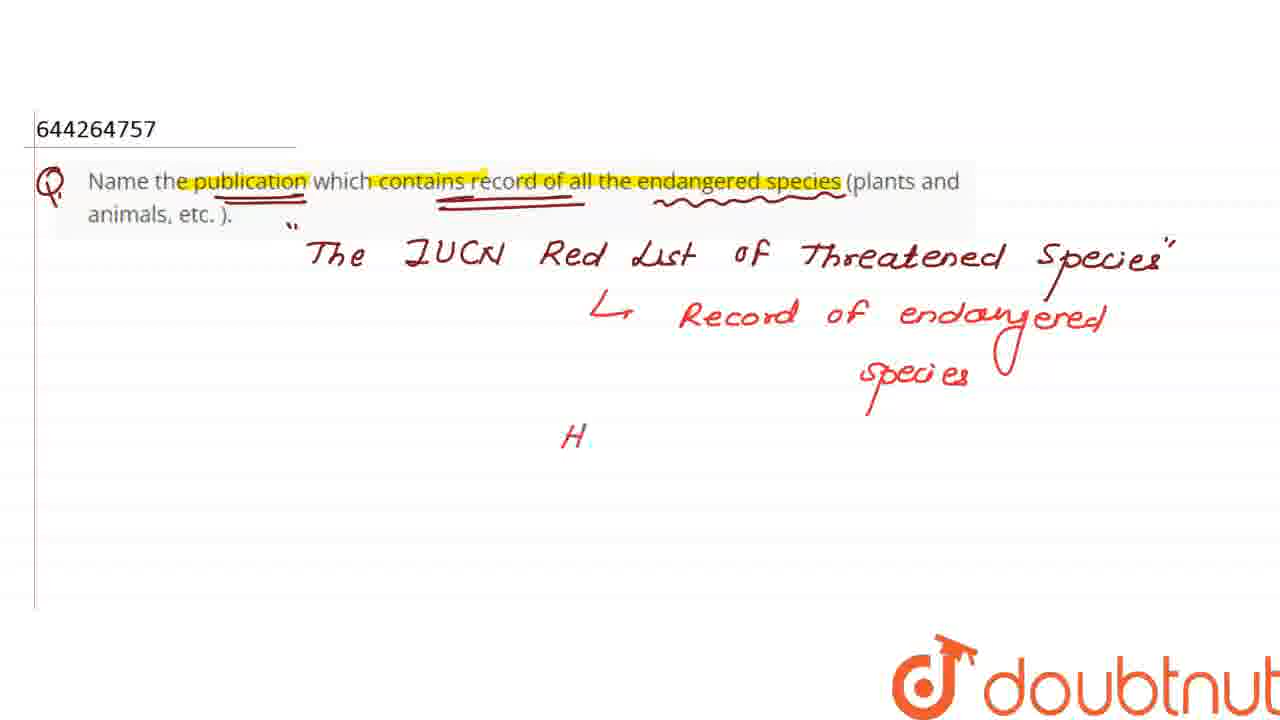 644264757
Q. Name the publication which contains record of all the endangered species (plants and
animals, etc. ).
"The IUCN Red List of Threatened Species"
↳ Record of endangered
species
H
doubtnut